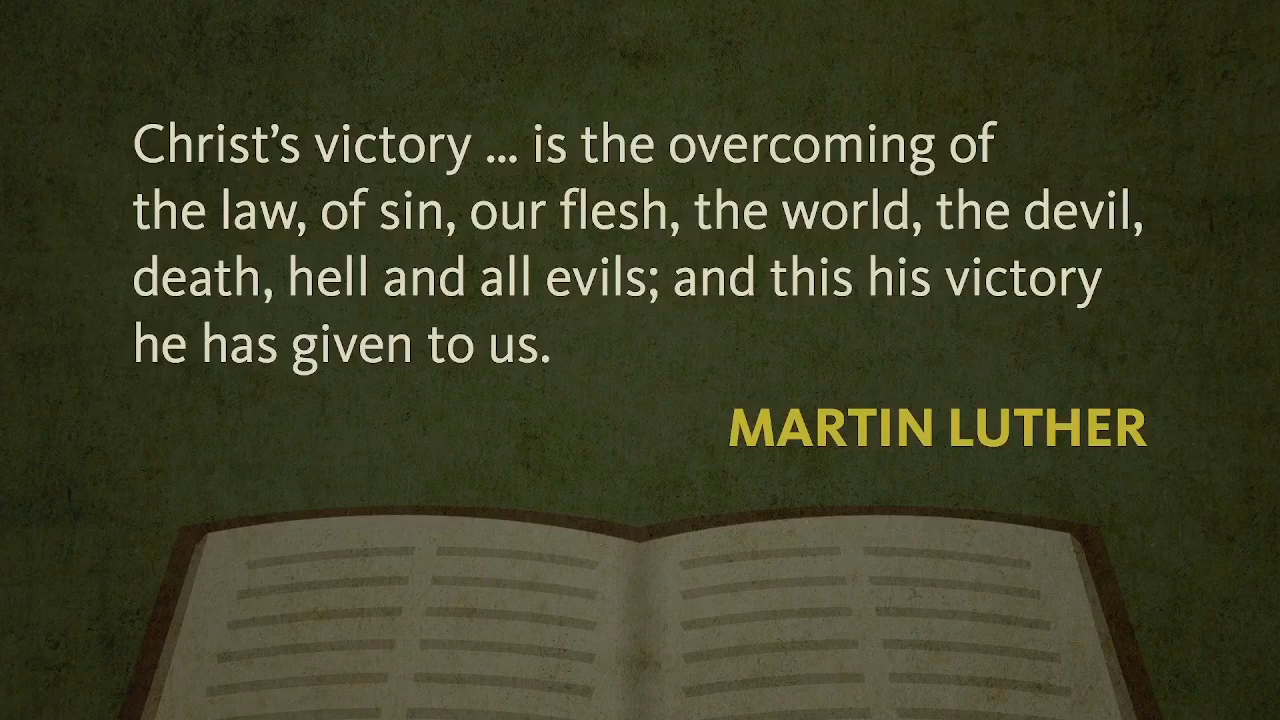 Christ’s victory ... is the overcoming of
the law, of sin, our flesh, the world, the devil,
death, hell and all evils; and this his victory
he has given to us.
MARTIN LUTHER